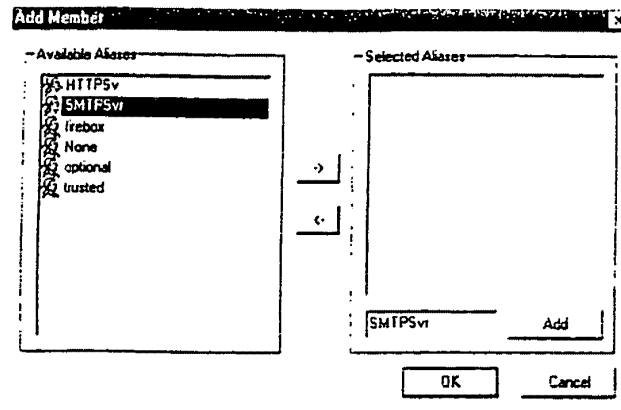 Add Member
Available Aliases
HTTPSv
SMTPSvr
firebox
None
optional
trusted
->
<-
Selected Aliases
SMTPSvr
Add
OK
Cancel